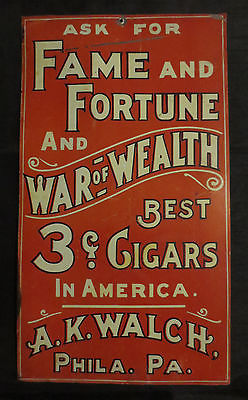 ASK FOR
FAME AND
FORTUNE
AND
WAR OF WEALTH
BEST
3¢ CIGARS
IN AMERICA.
A.K. WALCH,
PHILA. PA.